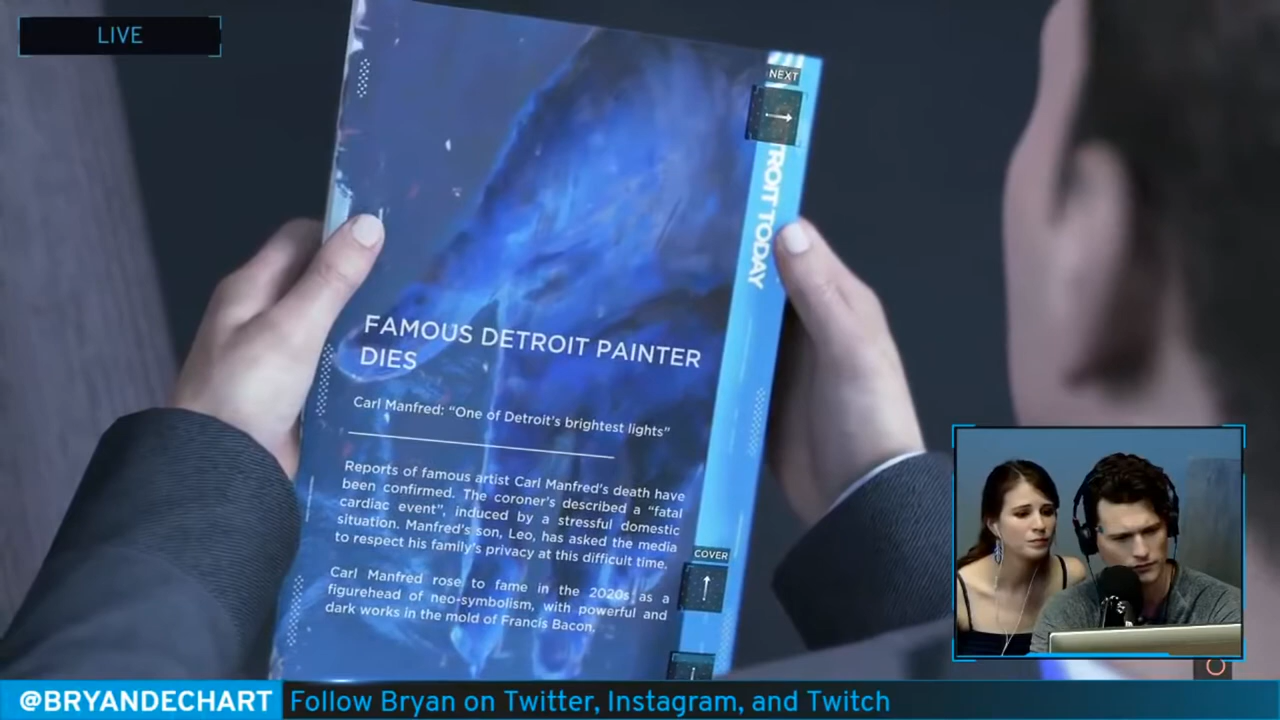 LIVE
NEXT
TROIT TODAY
FAMOUS DETROIT PAINTER
DIES
Carl Manfred: “One of Detroit’s brightest lights”
Reports of famous artist Carl Manfred’s death have
been confirmed. The coroner’s described a “fatal
cardiac event”, induced by a stressful domestic
situation. Manfred’s son, Leo, has asked the media
to respect his family’s privacy at this difficult time.
Carl Manfred rose to fame in the 2020s as a
figurehead of neo-symbolism, with powerful and
dark works in the mold of Francis Bacon.
COVER
@BRYANDECHART
Follow Bryan on Twitter, Instagram, and Twitch